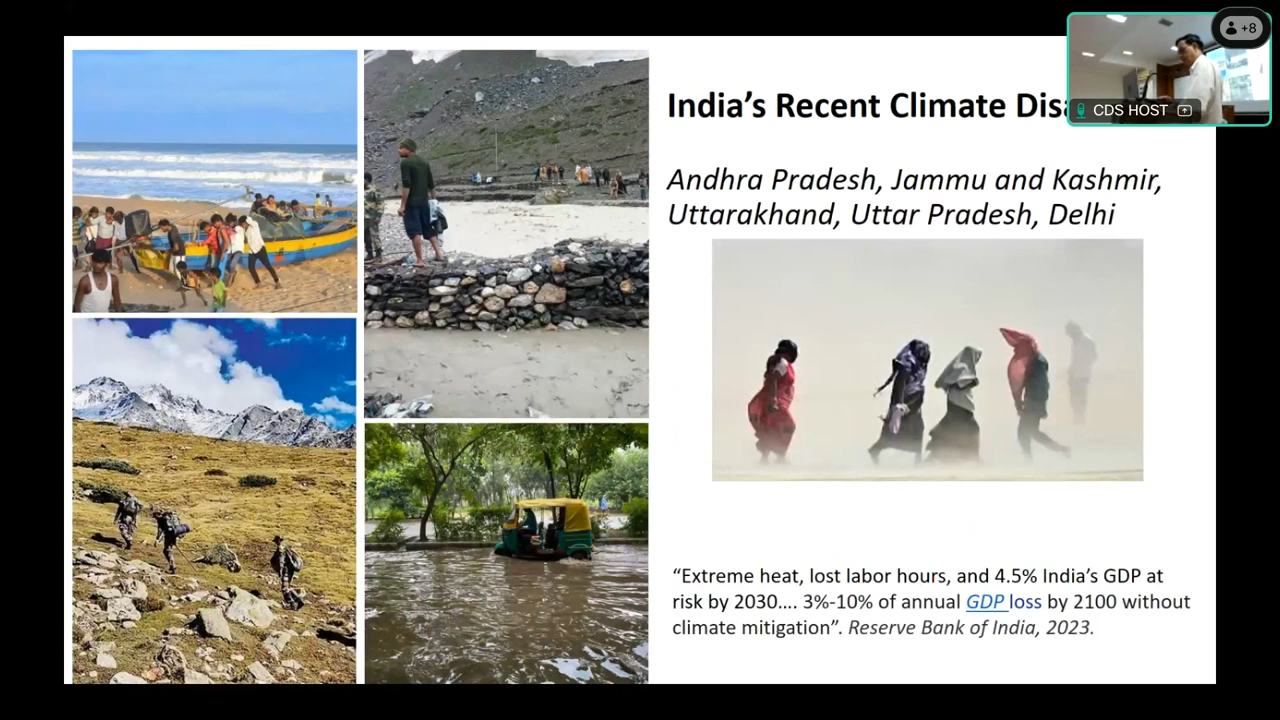 India's Recent Climate
Andhra Pradesh, Jammu and Kashmir,
Uttarakhand, Uttar Pradesh, Delhi
“Extreme heat, lost labor hours, and 4.5% India's GDP at
risk by 2030…. 3%-10% of annual GDP loss by 2100 without
climate mitigation”. Reserve Bank of India, 2023.
+8
CDS HOST